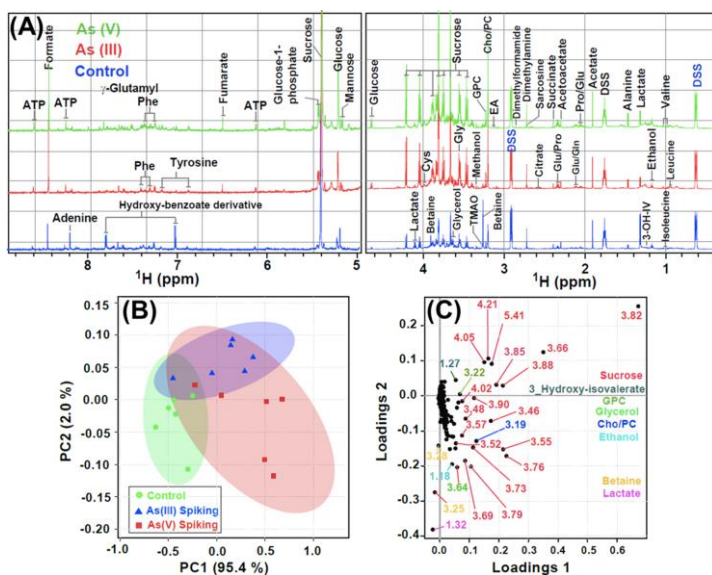 (A)
As (V)
As (III)
Control
Formate
ATP
ATP
γ-Glutamyl
Phe
Fumarate
ATP
Glucose-1-
phosphate
Sucrose
Glucose
Mannose
Phe
Tyrosine
Hydroxy-benzoate derivative
Adenine
9 8 7 6 5
¹H (ppm)
Glucose
Sucrose
Cho/PC
GPC
EA
DSS
Dimethylformamide
Dimethylamine
Sarcosine
Succinate
Acetoacetate
Pro/Glu
Acetate
DSS
Alanine
Lactate
Valine
DSS
Cys
Gly
Methanol
Citrate
Glu/Pro
Glu/Gln
Ethanol
Leucine
Lactate
Betaine
Glycerol
TMAO
Betaine
3-OH-IV
Isoleucine
4 3 2 1
¹H (ppm)
(B)
PC2 (2.0 %)
0.10
0.05
0.00
-0.05
-0.10
-0.15
-0.20
Control
As(III) Spiking
As(V) Spiking
-1.0 -0.5 0.0 0.5 1.0
PC1 (95.4 %)
(C)
Loadings 2
0.2
0.1
0.0
-0.1
-0.2
-0.3
-0.4
4.21
3.82
4.05
5.41
3.66
1.27
3.85
3.88
3.22
4.02
3.90
3.48
3.46
3.57
3.19
3.28
3.52
3.55
1.18
3.76
3.64
3.73
3.25
3.69
3.79
1.32
Sucrose
3_Hydroxy-isovalerate
GPC
Glycerol
Cho/PC
Ethanol
Betaine
Lactate
0.0 0.1 0.2 0.3 0.4 0.5 0.6 0.7
Loadings 1